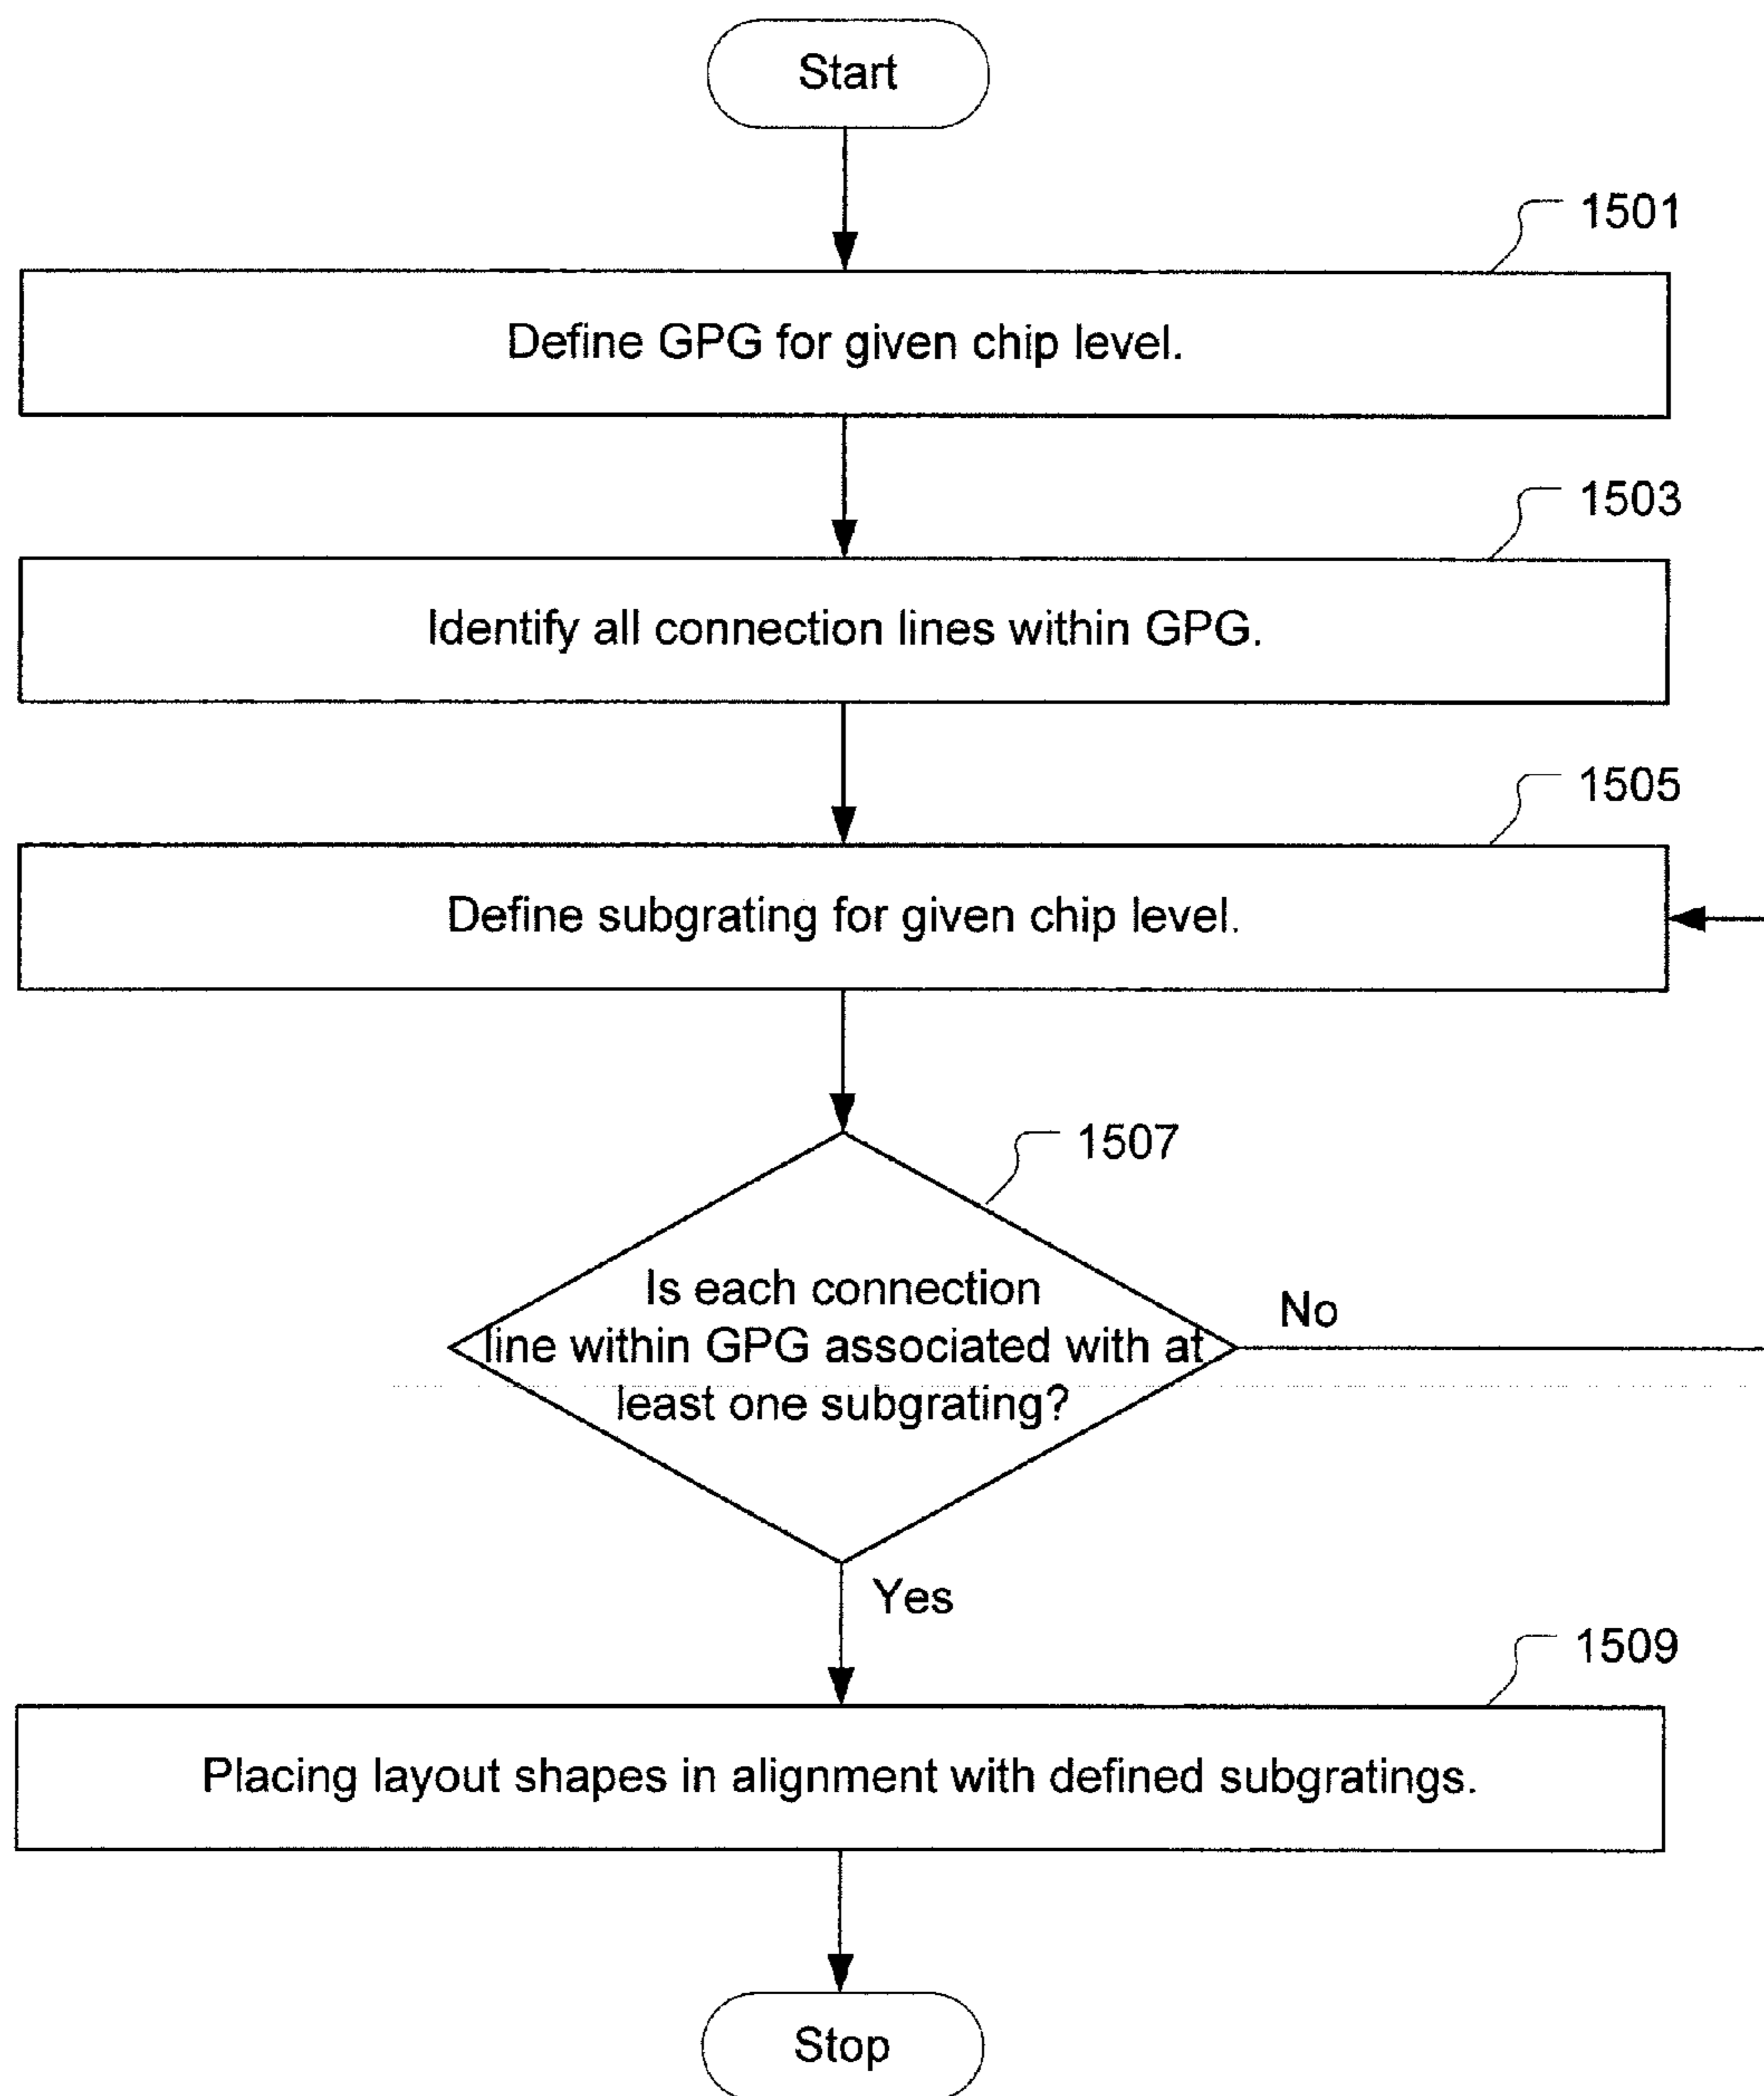 Start
1501
Define GPG for given chip level.
1503
Identify all connection lines within GPG.
1505
Define subgrating for given chip level.
1507
Is each connection
line within GPG associated with at
least one subgrating?
No
Yes
1509
Placing layout shapes in alignment with defined subgratings.
Stop